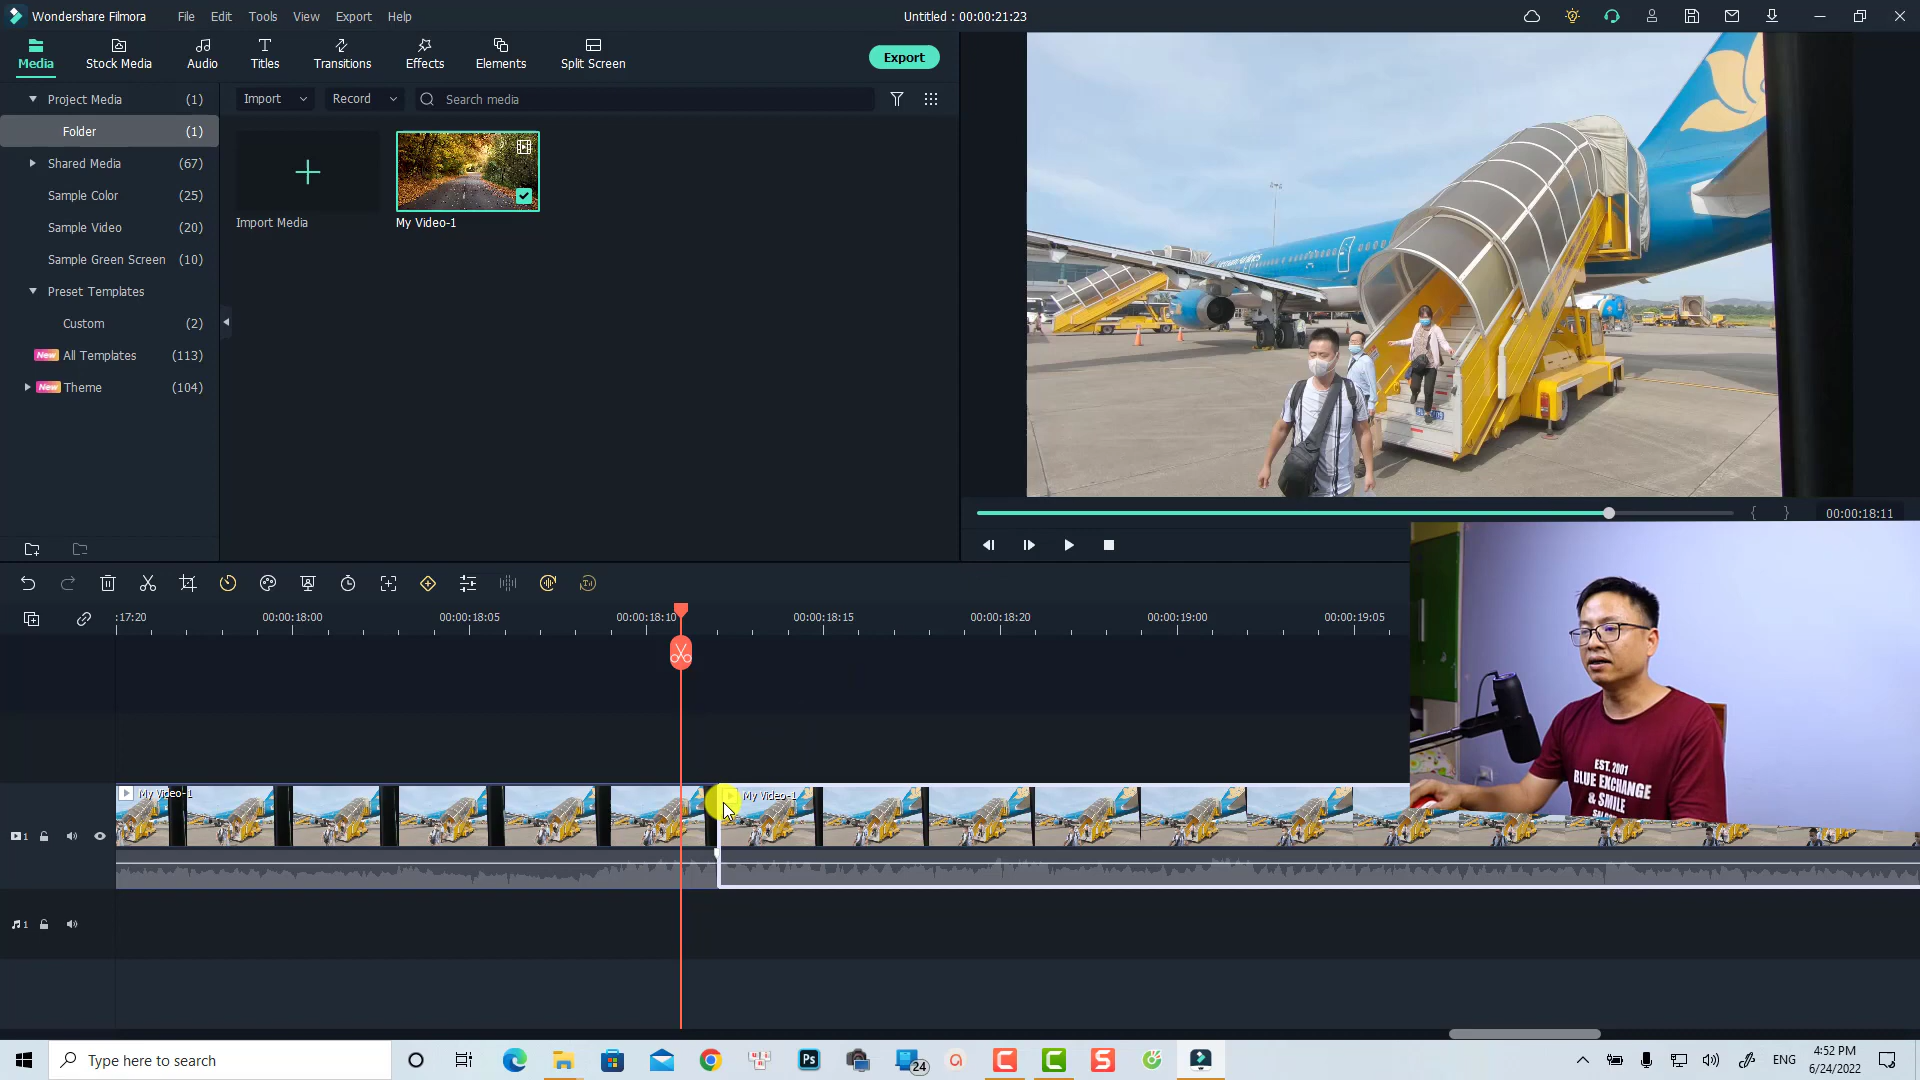 Wondershare Filmora
File Edit Tools View Export Help
Untitled : 00:00:21:23
Media
Stock Media
Audio
Titles
Transitions
Effects
Elements
Split Screen
Export
Project Media (1)
Folder (1)
Shared Media (67)
Sample Color (25)
Sample Video (20)
Sample Green Screen (10)
Preset Templates
Custom (2)
New All Templates (113)
New Theme (104)
Import
Record
Search media
Import Media
My Video-1
00:00:18:11
:17:20
00:00:18:00
00:00:18:05
00:00:18:10
00:00:18:15
00:00:18:20
00:00:19:00
00:00:19:05
My Video-1
My Video-1
1
1
EST. 2001
BLUE EXCHANGE
& SMILE
Type here to search
Ps
24
C
C
S
ENG
4:52 PM
6/24/2022